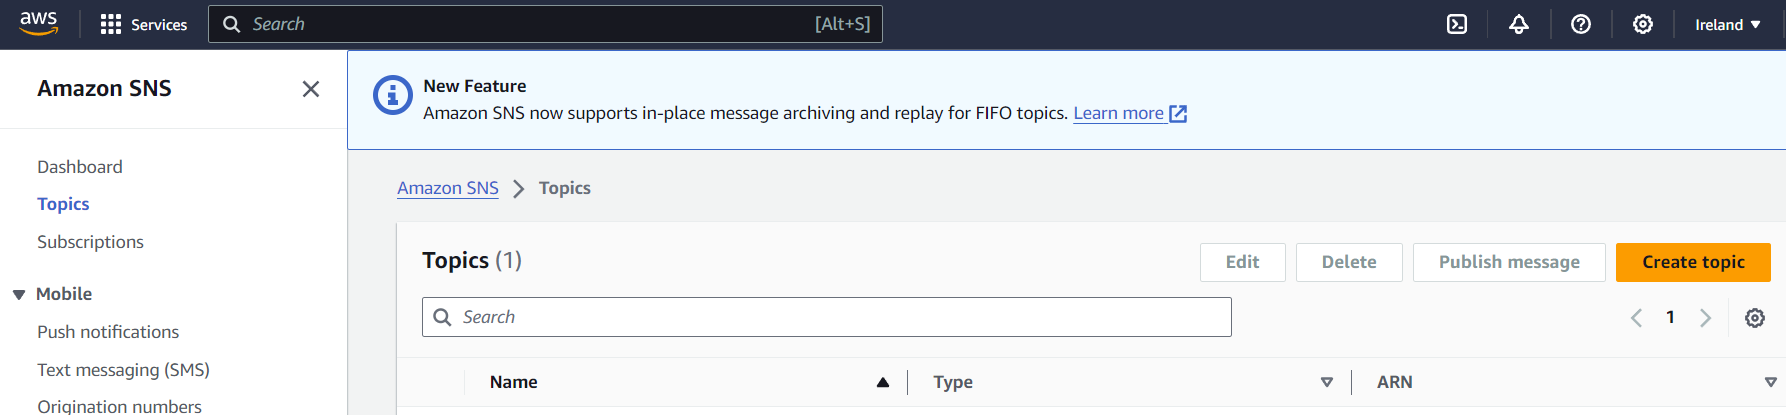 aws
Services
Search
[Alt+S]
Ireland
Amazon SNS
New Feature
Amazon SNS now supports in-place message archiving and replay for FIFO topics. Learn more
Dashboard
Topics
Subscriptions
Mobile
Push notifications
Text messaging (SMS)
Origination numbers
Amazon SNS > Topics
Topics (1)
Edit
Delete
Publish message
Create topic
Search
1
Name
Type
ARN